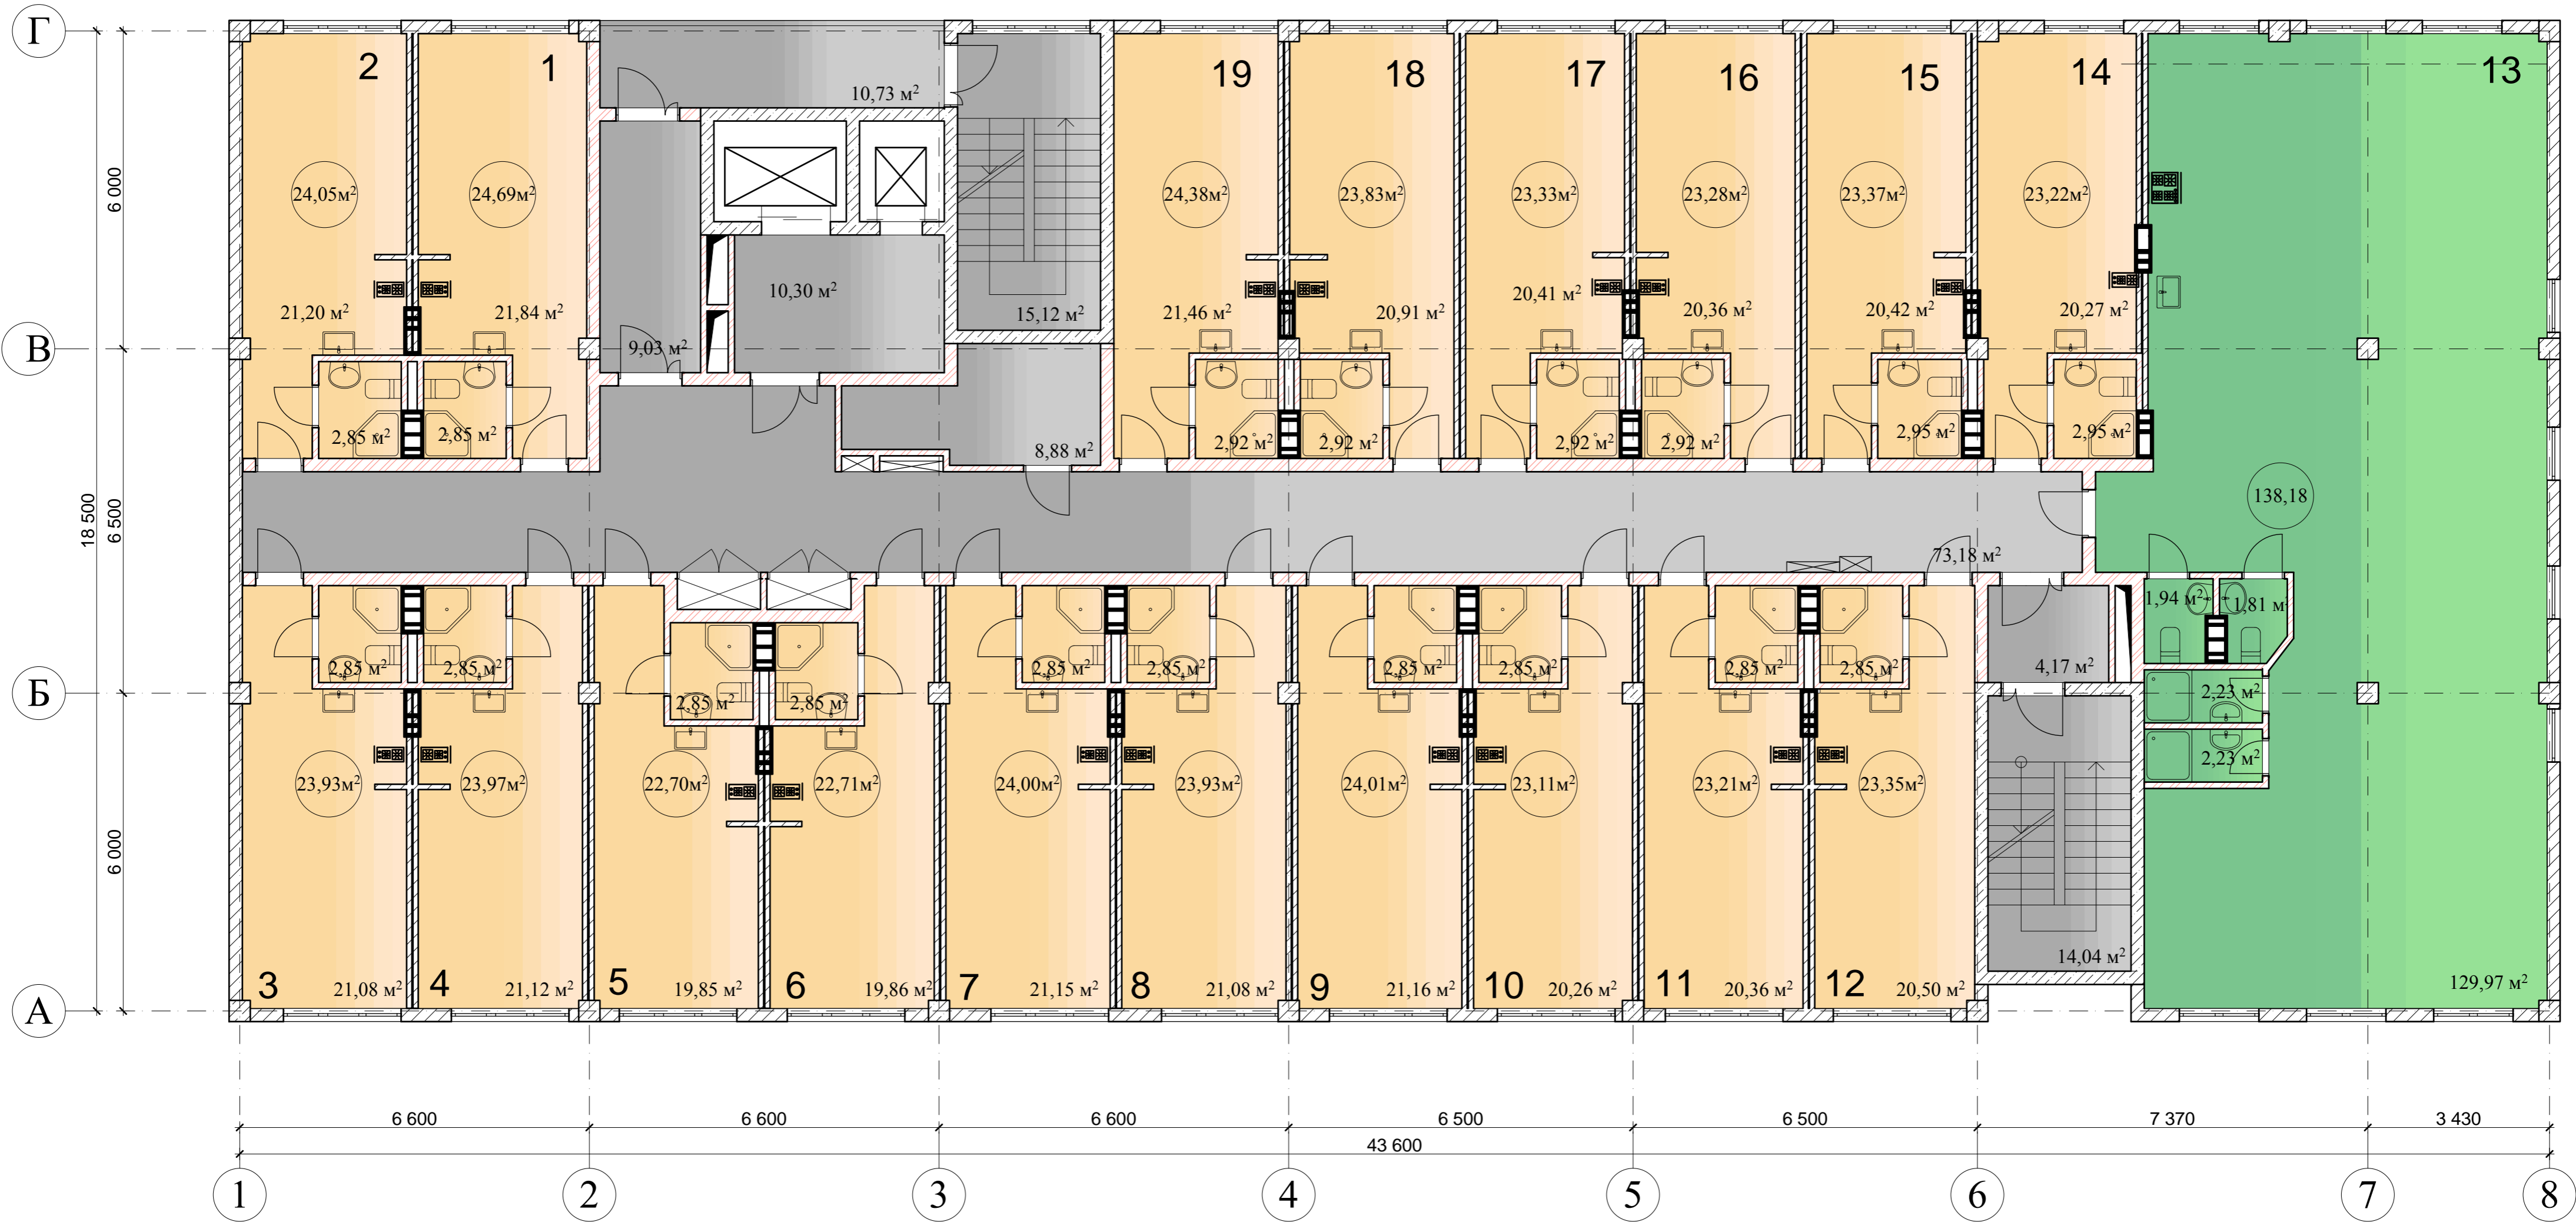 Г
2
1
10,73 м²
19
18
17
16
15
14
13
24,05м²
24,69м²
24,38м²
23,83м²
23,33м²
23,28м²
23,37м²
23,22м²
6 000
21,20 м²
21,84 м²
10,30 м²
15,12 м²
21,46 м²
20,91 м²
20,41 м²
20,36 м²
20,42 м²
20,27 м²
В
9,03 м²
2,85 м²
2,85 м²
8,88 м²
2,92 м²
2,92 м²
2,92 м²
2,92 м²
2,95 м²
2,95 м²
18 500
6 500
138,18
73,18 м²
1,94 м²
1,81 м
2,85 м²
2,85 м²
2,85 м²
2,85 м²
2,85 м²
2,85 м²
2,85 м²
2,85 м²
4,17 м²
Б
2,85 м²
2,85 м²
2,23 м²
2,23 м²
23,93м²
23,97м²
22,70м²
22,71м²
24,00м²
23,93м²
24,01м²
23,11м²
23,21м²
23,35м²
6 000
14,04 м²
3
21,08 м²
4
21,12 м²
5
19,85 м²
6
19,86 м²
7
21,15 м²
8
21,08 м²
9
21,16 м²
10
20,26 м²
11
20,36 м²
12
20,50 м²
129,97 м²
А
6 600
6 600
6 600
6 500
6 500
7 370
3 430
43 600
1
2
3
4
5
6
7
8